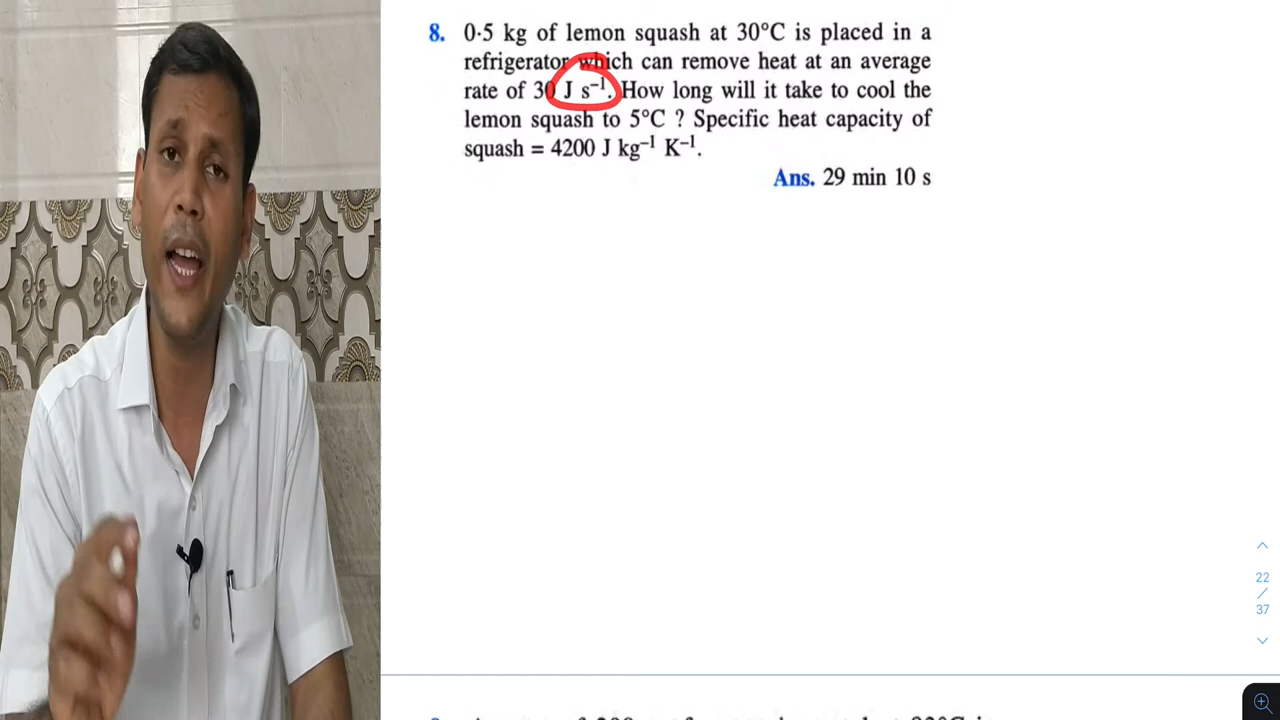 8. 0·5 kg of lemon squash at 30°C is placed in a
refrigerator which can remove heat at an average
rate of 30 J s⁻¹. How long will it take to cool the
lemon squash to 5°C ? Specific heat capacity of
squash = 4200 J kg⁻¹ K⁻¹.
Ans. 29 min 10 s
22
/
37